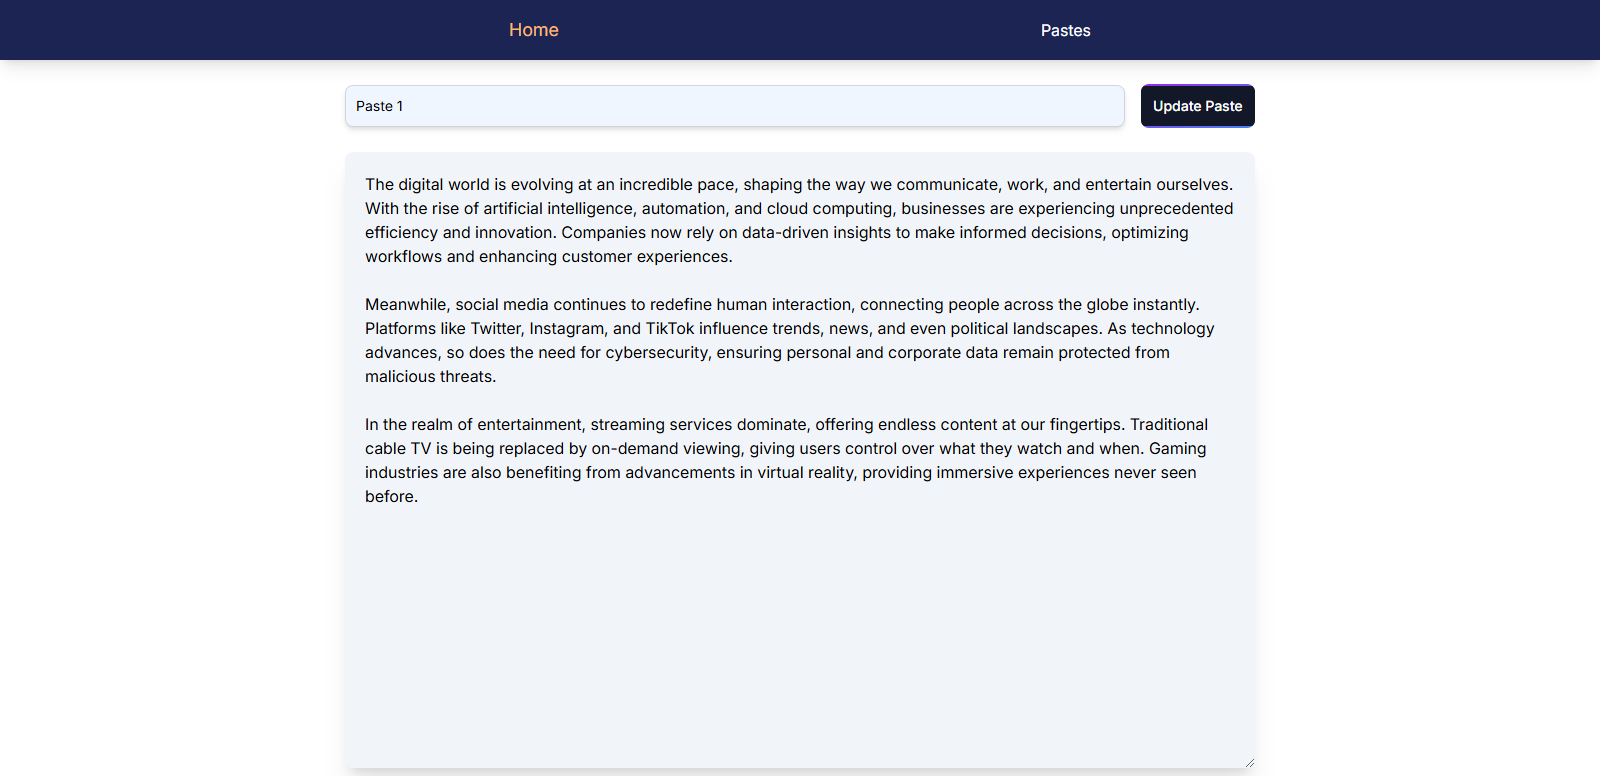 Home
Pastes
Paste 1
Update Paste
The digital world is evolving at an incredible pace, shaping the way we communicate, work, and entertain ourselves.
With the rise of artificial intelligence, automation, and cloud computing, businesses are experiencing unprecedented
efficiency and innovation. Companies now rely on data-driven insights to make informed decisions, optimizing
workflows and enhancing customer experiences.
Meanwhile, social media continues to redefine human interaction, connecting people across the globe instantly.
Platforms like Twitter, Instagram, and TikTok influence trends, news, and even political landscapes. As technology
advances, so does the need for cybersecurity, ensuring personal and corporate data remain protected from
malicious threats.
In the realm of entertainment, streaming services dominate, offering endless content at our fingertips. Traditional
cable TV is being replaced by on-demand viewing, giving users control over what they watch and when. Gaming
industries are also benefiting from advancements in virtual reality, providing immersive experiences never seen
before.